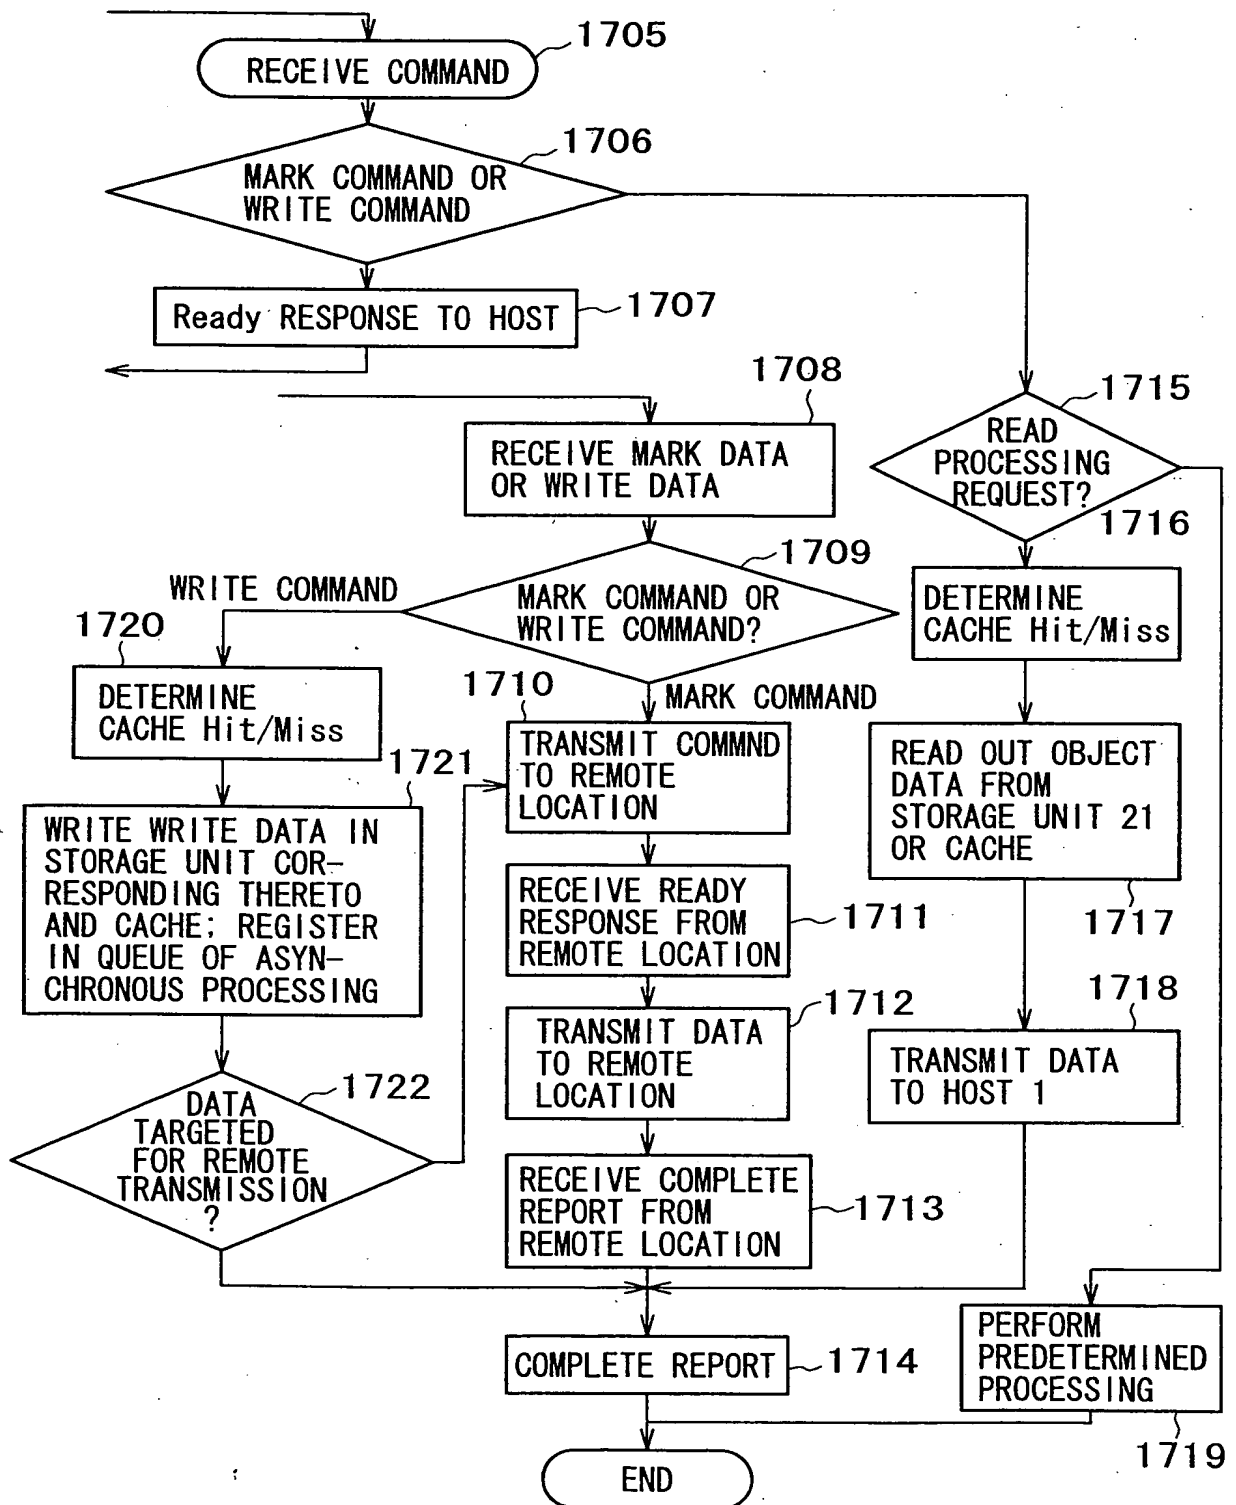 1705
RECEIVE COMMAND
1706
MARK COMMAND OR
WRITE COMMAND
Ready RESPONSE TO HOST
1707
1708
RECEIVE MARK DATA
OR WRITE DATA
1715
READ
PROCESSING
REQUEST?
1716
DETERMINE
CACHE Hit/Miss
1709
MARK COMMAND OR
WRITE COMMAND?
WRITE COMMAND
MARK COMMAND
1720
DETERMINE
CACHE Hit/Miss
1721
WRITE WRITE DATA IN
STORAGE UNIT COR-
RESPONDING THERETO
AND CACHE; REGISTER
IN QUEUE OF ASYN-
CHRONOUS PROCESSING
1722
DATA
TARGETED
FOR REMOTE
TRANSMISSION
?
1710
TRANSMIT COMMND
TO REMOTE
LOCATION
RECEIVE READY
RESPONSE FROM
REMOTE LOCATION
1711
1712
TRANSMIT DATA
TO REMOTE
LOCATION
RECEIVE COMPLETE
REPORT FROM
REMOTE LOCATION
1713
READ OUT OBJECT
DATA FROM
STORAGE UNIT 21
OR CACHE
1717
1718
TRANSMIT DATA
TO HOST 1
COMPLETE REPORT
1714
PERFORM
PREDETERMINED
PROCESSING
1719
END